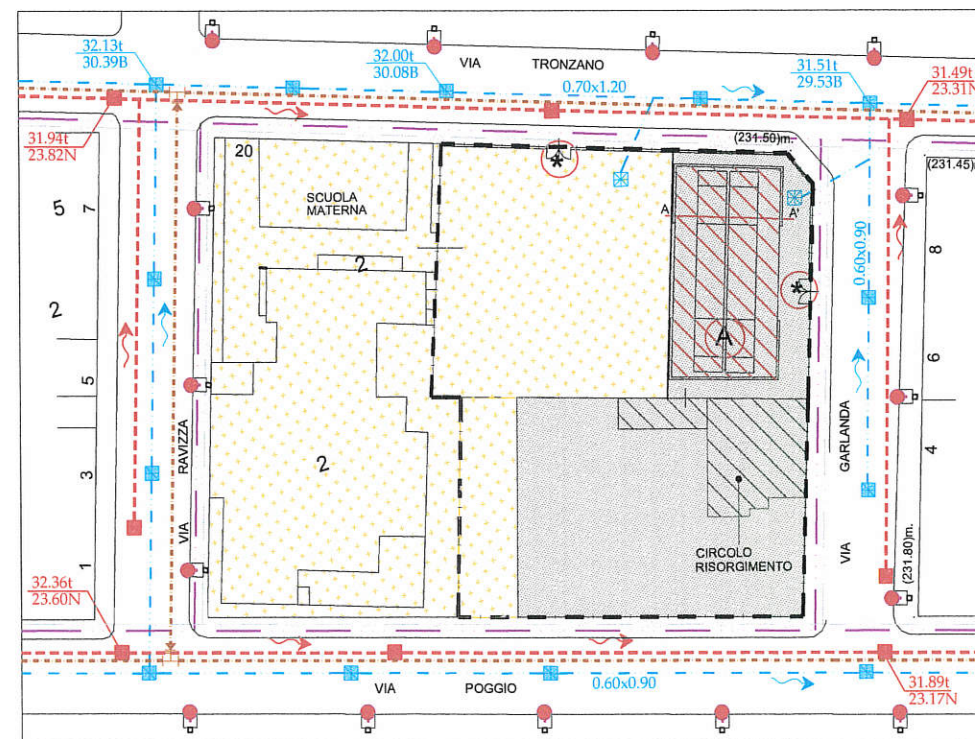 32.13t
30.39B
32.00t
30.08B
VIA TRONZANO
0.70x1.20
31.51t
29.53B
31.49t
23.31N
31.94t
23.82N
(231.50)m.
(231.45)
20
SCUOLA
MATERNA
5
7
2
A
A'
*
0.60x0.90
8
2
*
A
6
5
VIA RAVIZZA
2
3
VIA GARLANDA
4
CIRCOLO
RISORGIMENTO
(231.80)m.
1
32.36t
23.60N
VIA POGGIO
0.60x0.90
31.89t
23.17N